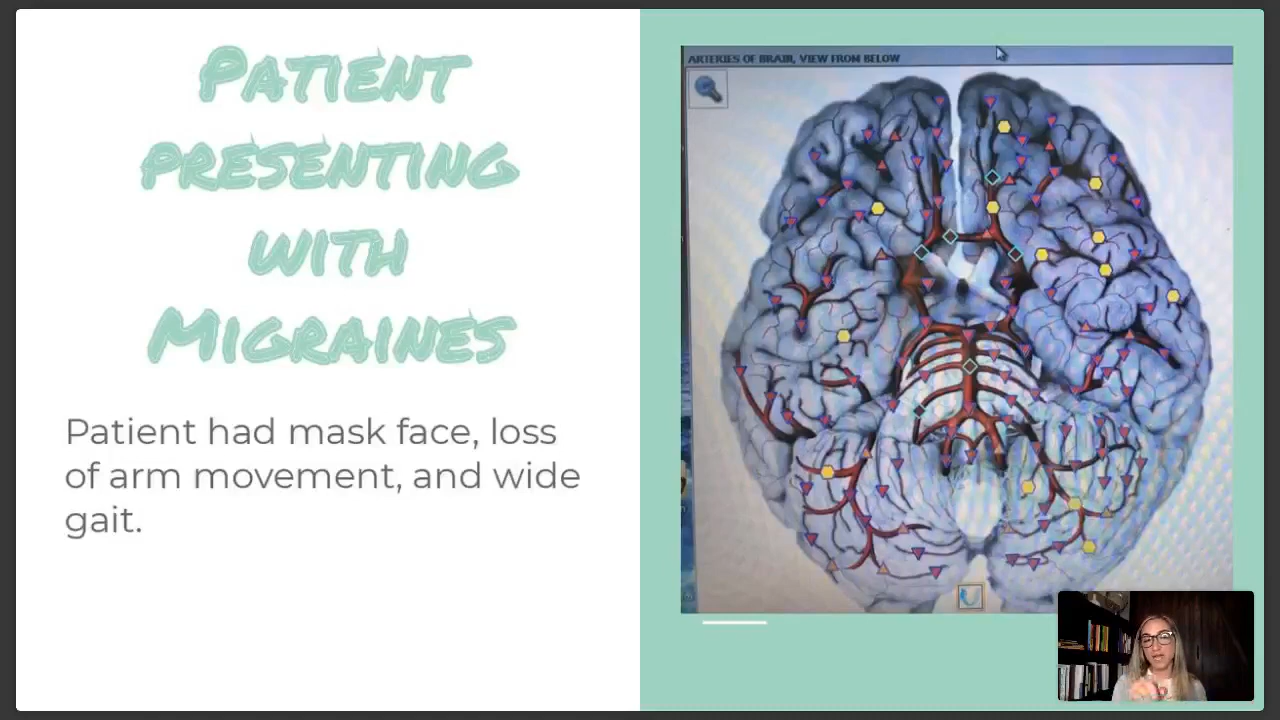 Patient
presenting
with
Migraines
Patient had mask face, loss
of arm movement, and wide
gait.
ARTERIES OF BRAIN, VIEW FROM BELOW